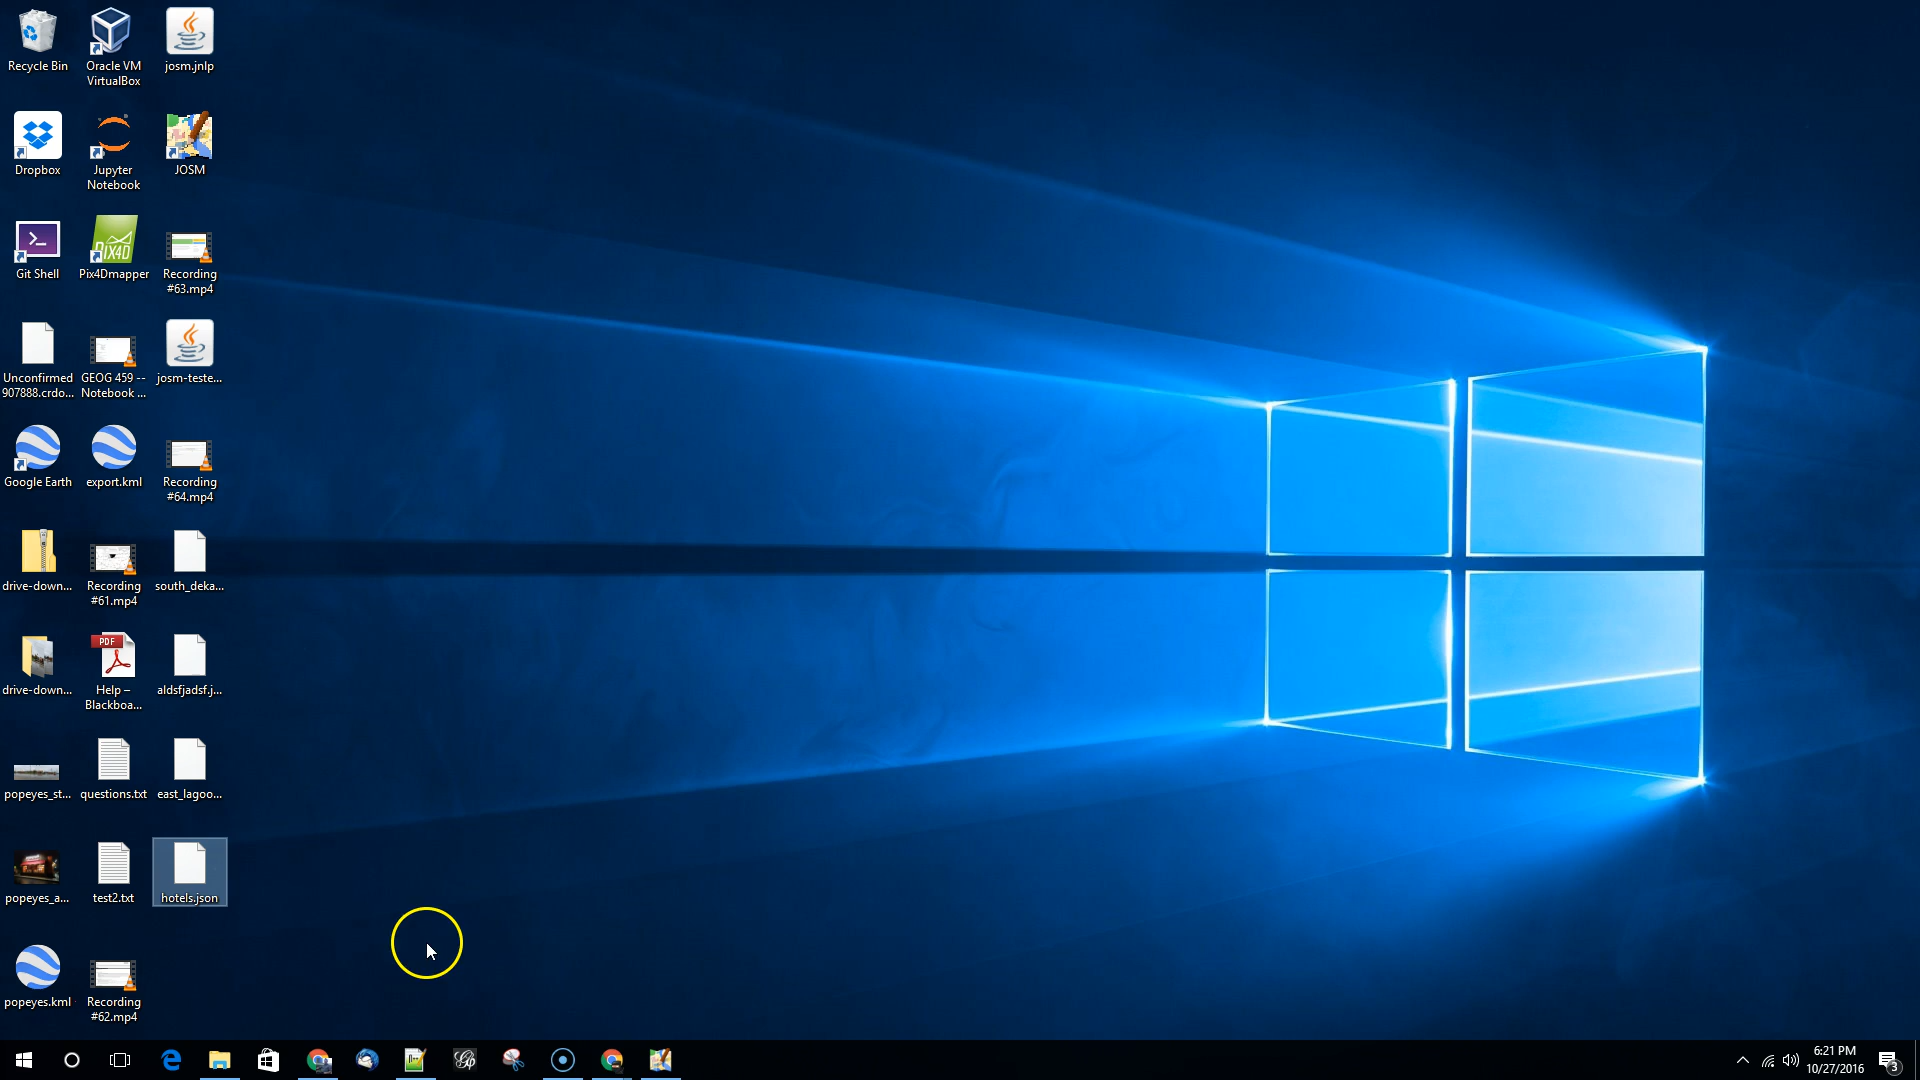 Recycle Bin
Oracle VM
VirtualBox
josm.jnlp
Dropbox
Jupyter
Notebook
JOSM
Git Shell
PIX4D
Pix4Dmapper
Recording
#63.mp4
Unconfirmed
907888.crdo...
GEOG 459 --
Notebook ...
josm-teste...
Google Earth
export.kml
Recording
#64.mp4
drive-down...
Recording
#61.mp4
south_deka...
drive-down...
PDF
Help –
Blackboa...
aldsfjadsf.j...
popeyes_st...
questions.txt
east_lagoo...
popeyes_a...
test2.txt
hotels.json
popeyes.kml
Recording
#62.mp4
6:21 PM
10/27/2016
3